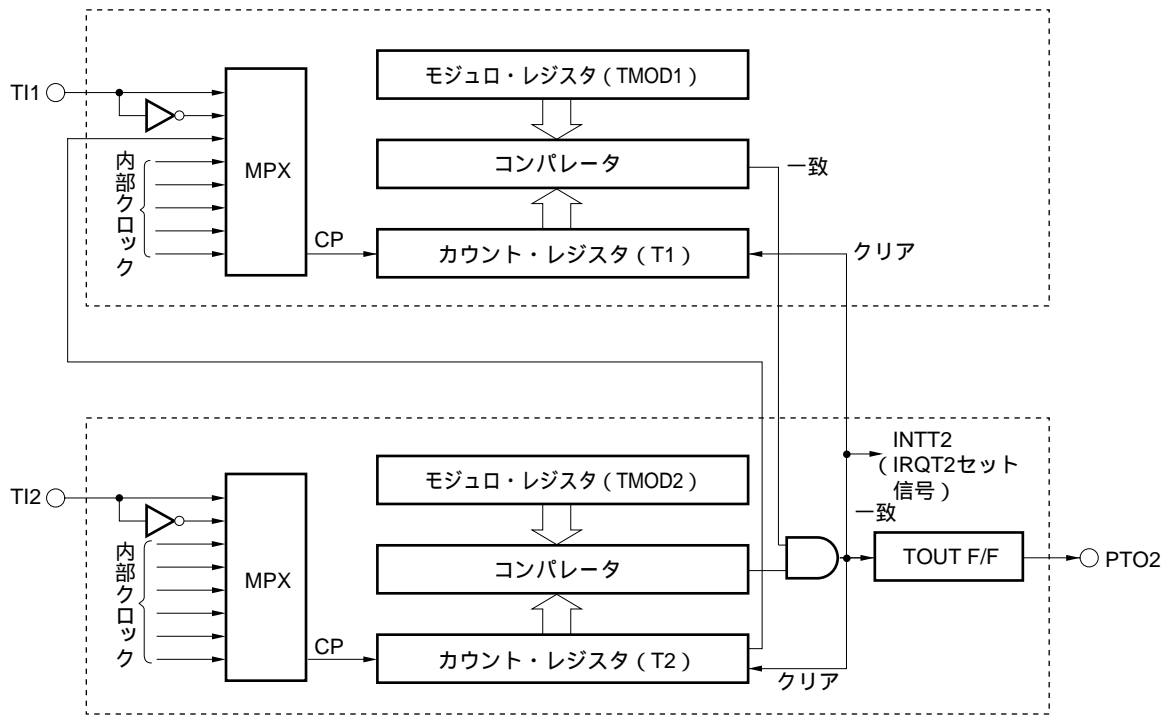 TI1
モジュロ・レジスタ(TMOD1)
MPX
コンパレータ
一致
内部クロック
CP
カウント・レジスタ(T1)
クリア
INTT2
(IRQT2セット
信号)
TI2
モジュロ・レジスタ(TMOD2)
一致
MPX
コンパレータ
TOUT F/F
PTO2
内部クロック
CP
カウント・レジスタ(T2)
クリア